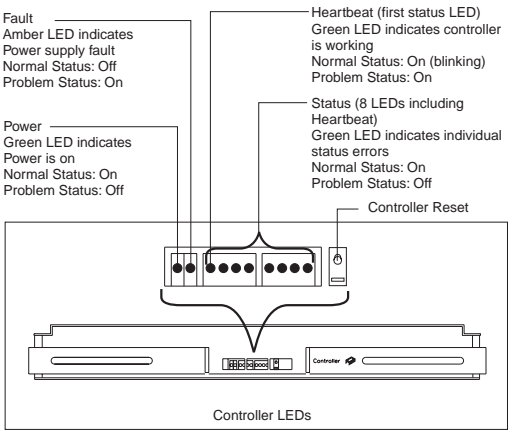 Fault
Amber LED indicates
Power supply fault
Normal Status: Off
Problem Status: On
Power
Green LED indicates
Power is on
Normal Status: On
Problem Status: Off
Heartbeat (first status LED)
Green LED indicates controller
is working
Normal Status: On (blinking)
Problem Status: On
Status (8 LEDs including
Heartbeat)
Green LED indicates individual
status errors
Normal Status: On
Problem Status: Off
Controller Reset
Controller
Controller LEDs